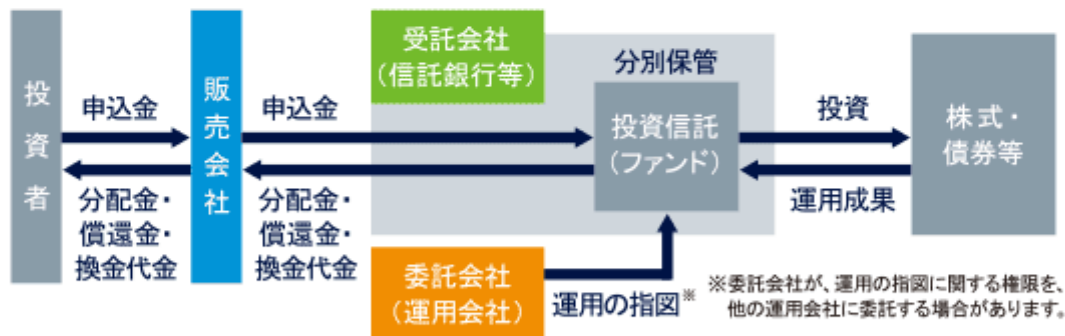 投資者
申込金
分配金・
償還金・
換金代金
販売会社
申込金
分配金・
償還金・
換金代金
受託会社
(信託銀行等)
分別保管
投資信託
(ファンド)
委託会社
(運用会社)
運用の指図※
投資
運用成果
株式・
債券等
※委託会社が、運用の指図に関する権限を、
他の運用会社に委託する場合があります。